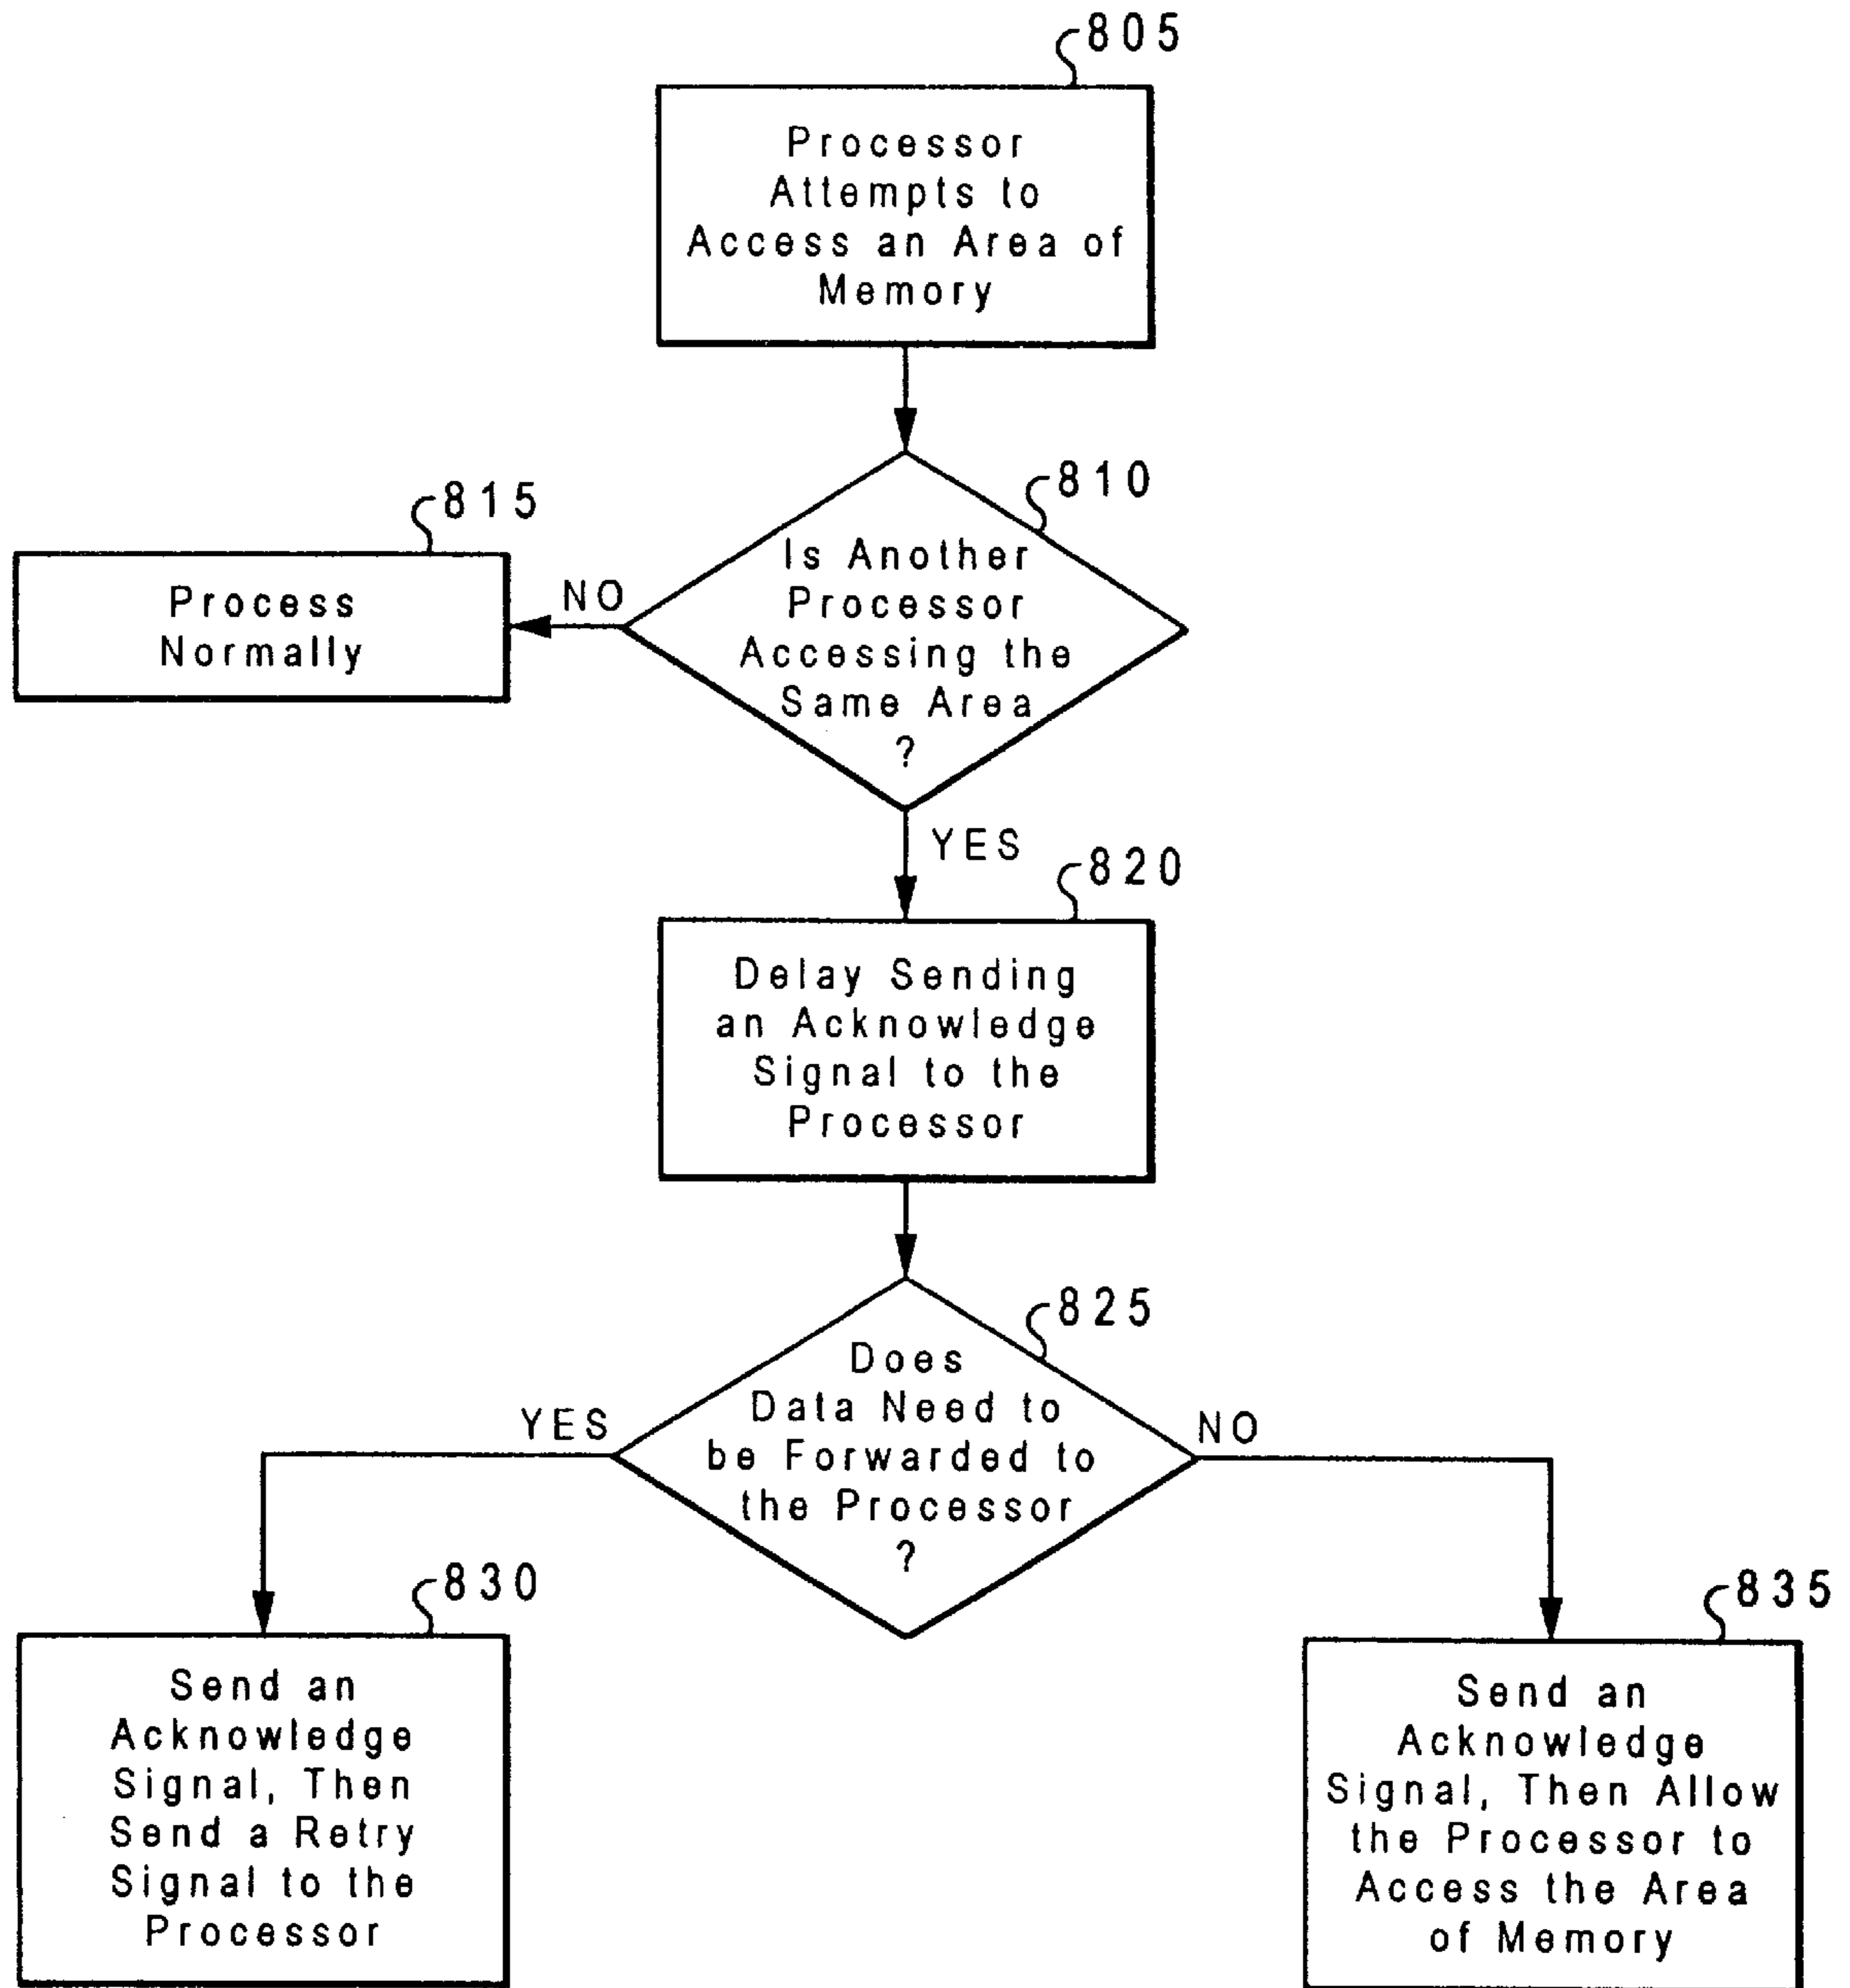 805
Processor
Attempts to
Access an Area of
Memory
810
815
Is Another
Processor
Accessing the
Same Area
?
NO
Process
Normally
YES
820
Delay Sending
an Acknowledge
Signal to the
Processor
825
Does
Data Need to
be Forwarded to
the Processor
?
YES
NO
830
Send an
Acknowledge
Signal, Then
Send a Retry
Signal to the
Processor
835
Send an
Acknowledge
Signal, Then Allow
the Processor to
Access the Area
of Memory